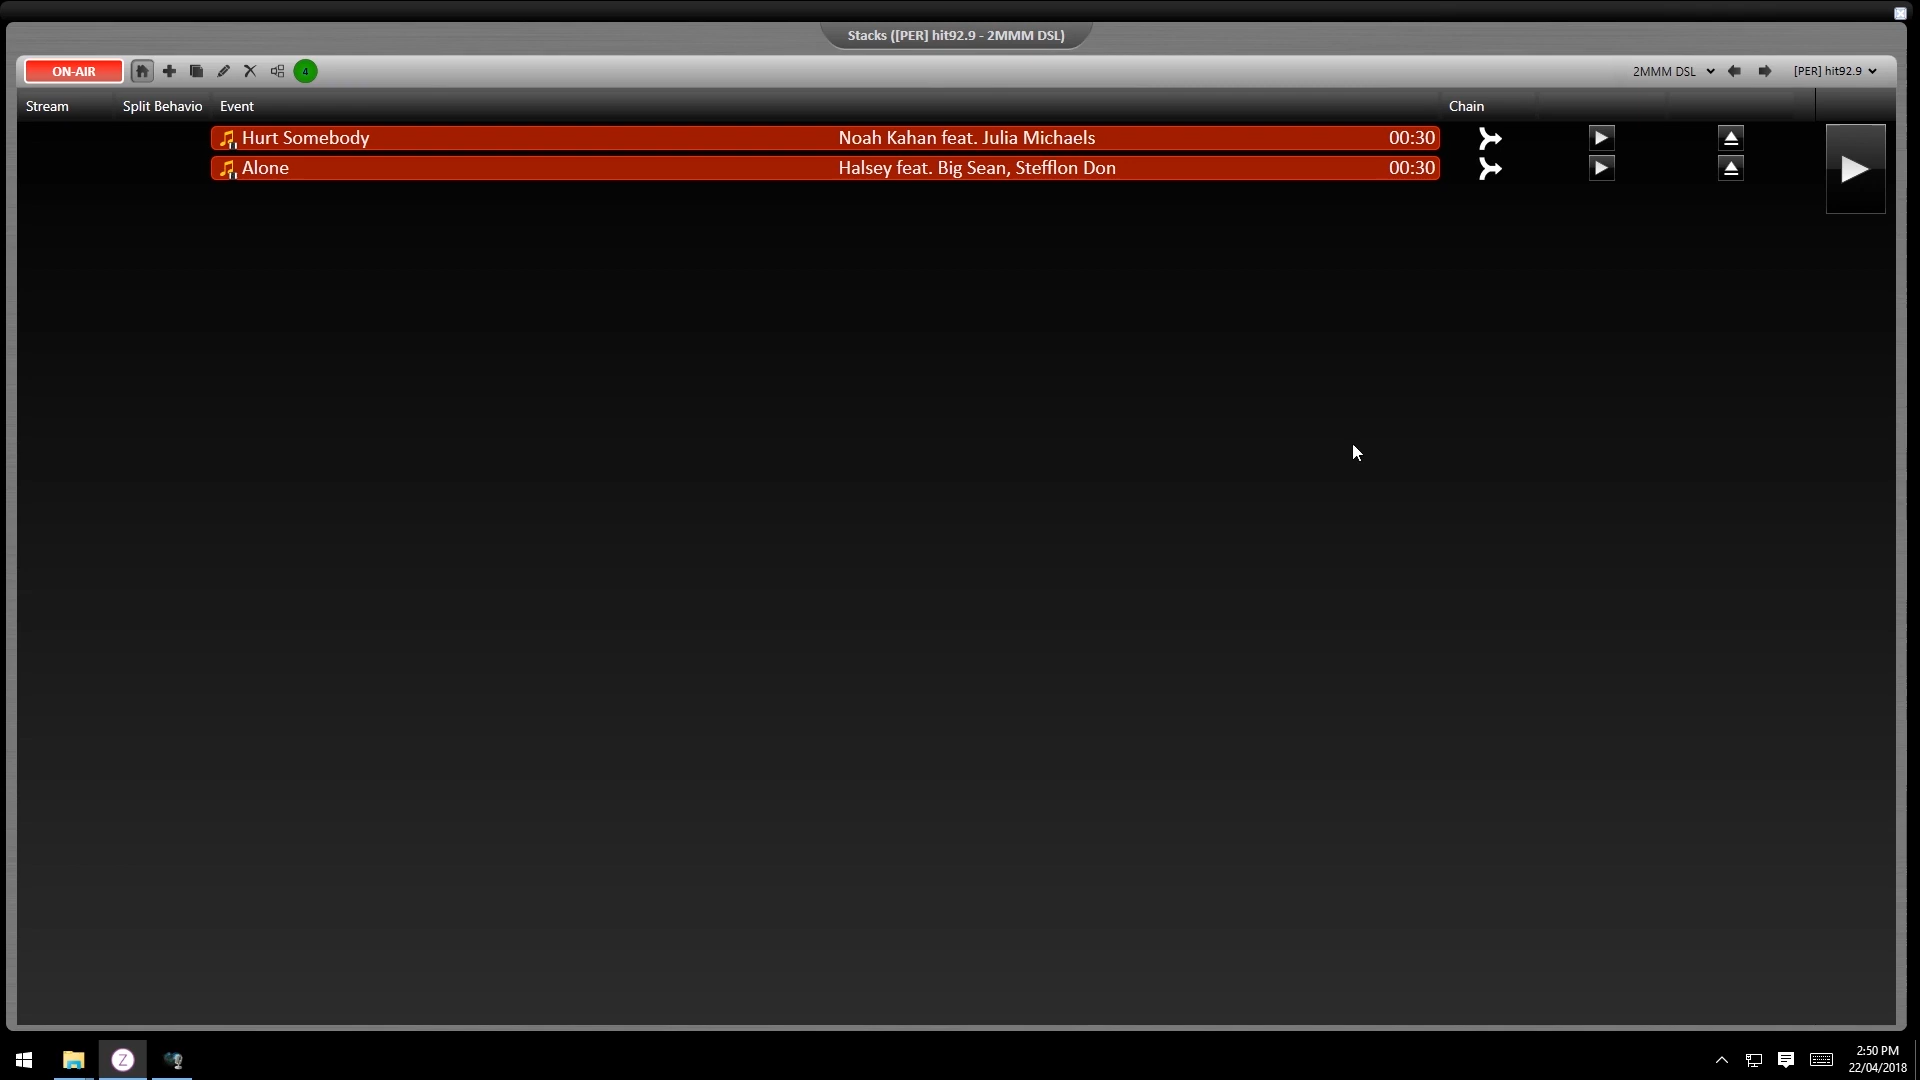 Stacks ([PER] hit92.9 - 2MMM DSL)
ON-AIR 4 2MMM DSL [PER] hit92.9
Stream Split Behavio Event Chain
Hurt Somebody Noah Kahan feat. Julia Michaels 00:30
Alone Halsey feat. Big Sean, Stefflon Don 00:30
Z
2:50 PM
22/04/2018